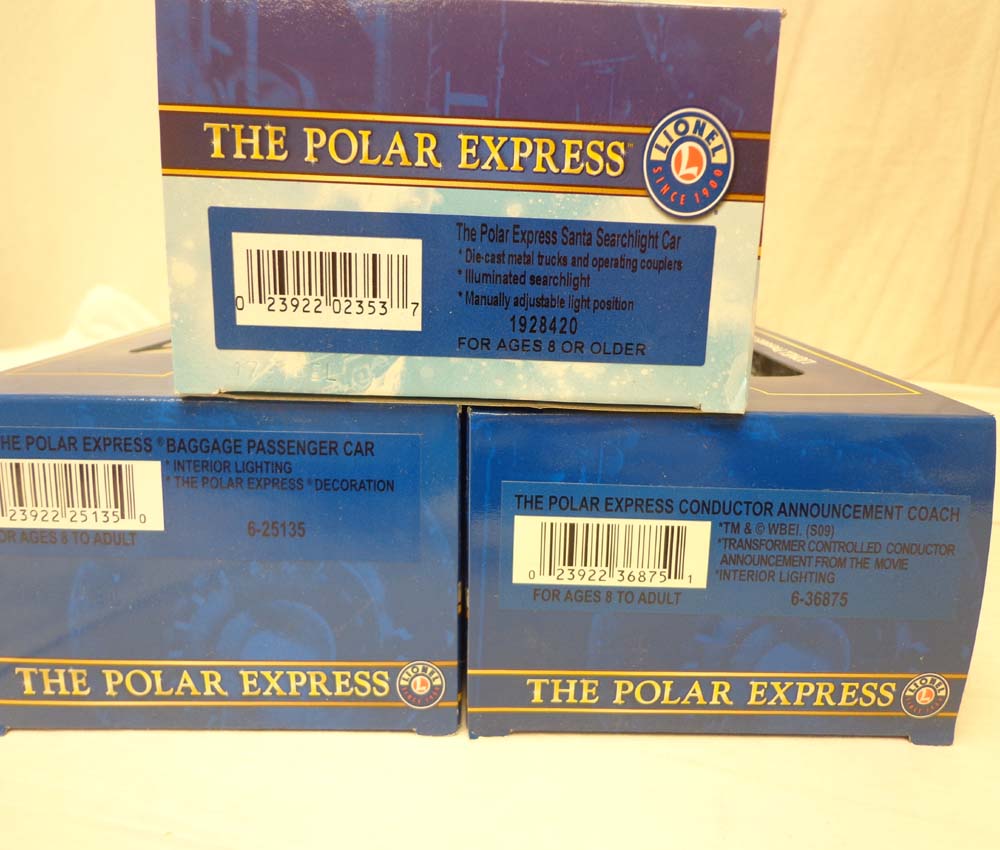 THE POLAR EXPRESS™
LIONEL
L
SINCE 1900
The Polar Express Santa Searchlight Car
* Die-cast metal trucks and operating couplers
* Illuminated searchlight
* Manually adjustable light position
0 23922 02353 7
1928420
FOR AGES 8 OR OLDER
HE POLAR EXPRESS® BAGGAGE PASSENGER CAR
* INTERIOR LIGHTING
* THE POLAR EXPRESS® DECORATION
23922 25135 0
OR AGES 8 TO ADULT
6-25135
THE POLAR EXPRESS
LIONEL
L
THE POLAR EXPRESS CONDUCTOR ANNOUNCEMENT COACH
*TM & © WBEI. (S09)
*TRANSFORMER CONTROLLED CONDUCTOR
ANNOUNCEMENT FROM THE MOVIE
*INTERIOR LIGHTING
0 23922 36875 1
FOR AGES 8 TO ADULT
6-36875
THE POLAR EXPRESS
LIONEL
L